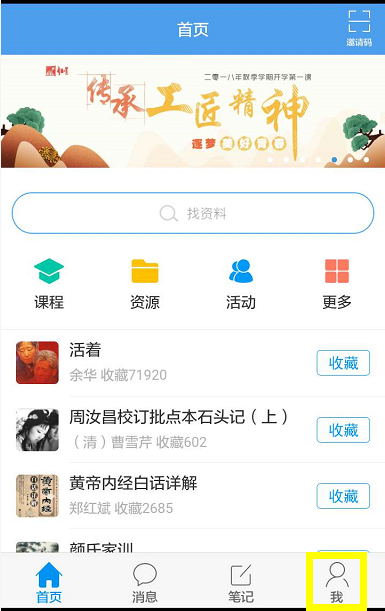 首页
邀请码
二零一八年秋季学期开学第一课
传承工匠精神
逐梦美好青春
找资料
课程
资源
活动
更多
活着
余华 收藏71920
收藏
周汝昌校订批点本石头记（上）
（清）曹雪芹 收藏602
收藏
黄帝内经白话详解
郑红斌 收藏2685
收藏
颜氏家训
首页
消息
笔记
我